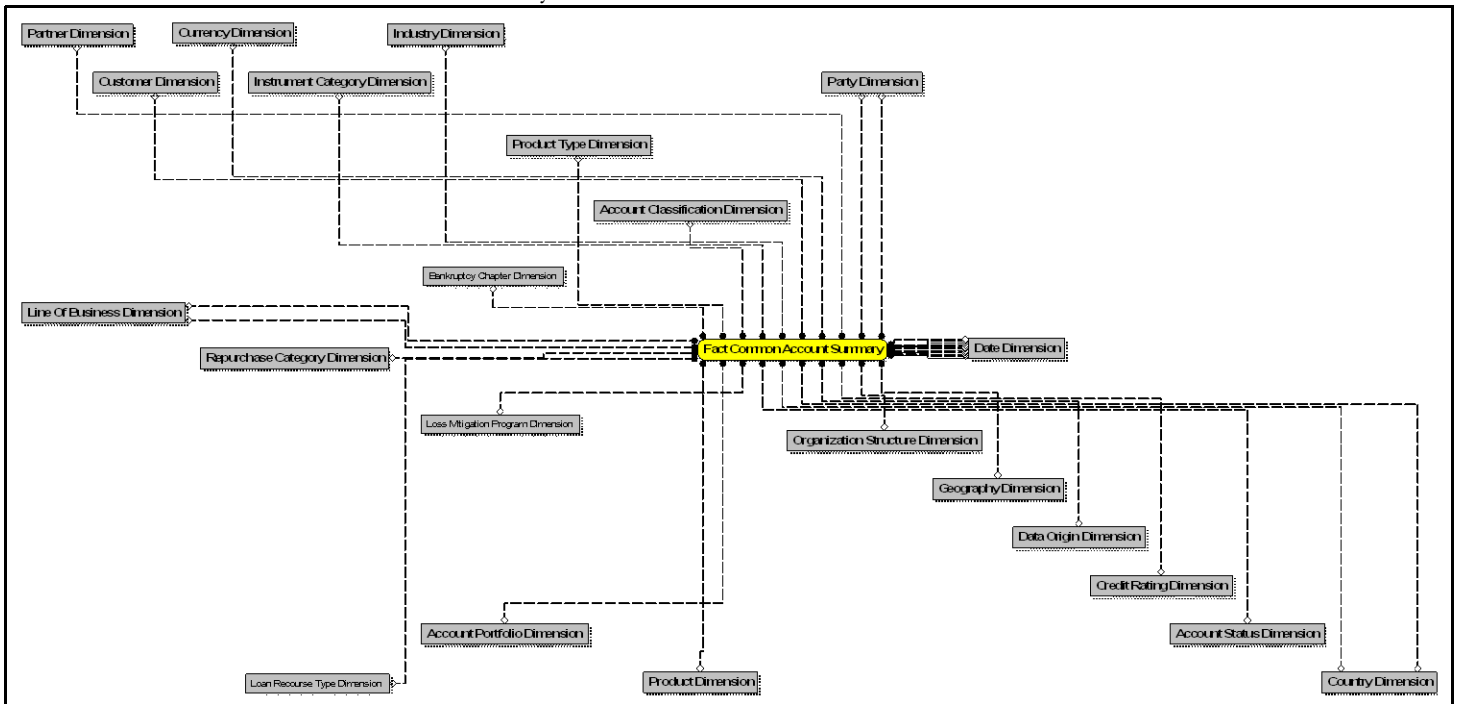 Partner Dimension
Currency Dimension
Industry Dimension
Customer Dimension
Instrument Category Dimension
Party Dimension
Product Type Dimension
Account Classification Dimension
Bankruptcy Chapter Dimension
Line Of Business Dimension
Fact Common Account Summary
Date Dimension
Repurchase Category Dimension
Loss Mitigation Program Dimension
Organization Structure Dimension
Geography Dimension
Data Origin Dimension
Credit Rating Dimension
Account Portfolio Dimension
Account Status Dimension
Loan Recourse Type Dimension
Product Dimension
Country Dimension